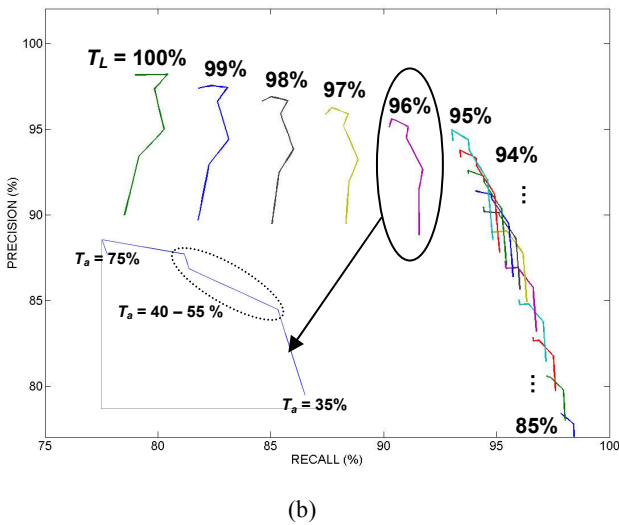 100
95
90
85
80
75
80
85
90
95
100
PRECISION (%)
RECALL (%)
T_L = 100%
99%
98%
97%
96%
95%
94%
⋮
⋮
85%
T_a = 75%
T_a = 40 – 55 %
T_a = 35%
(b)